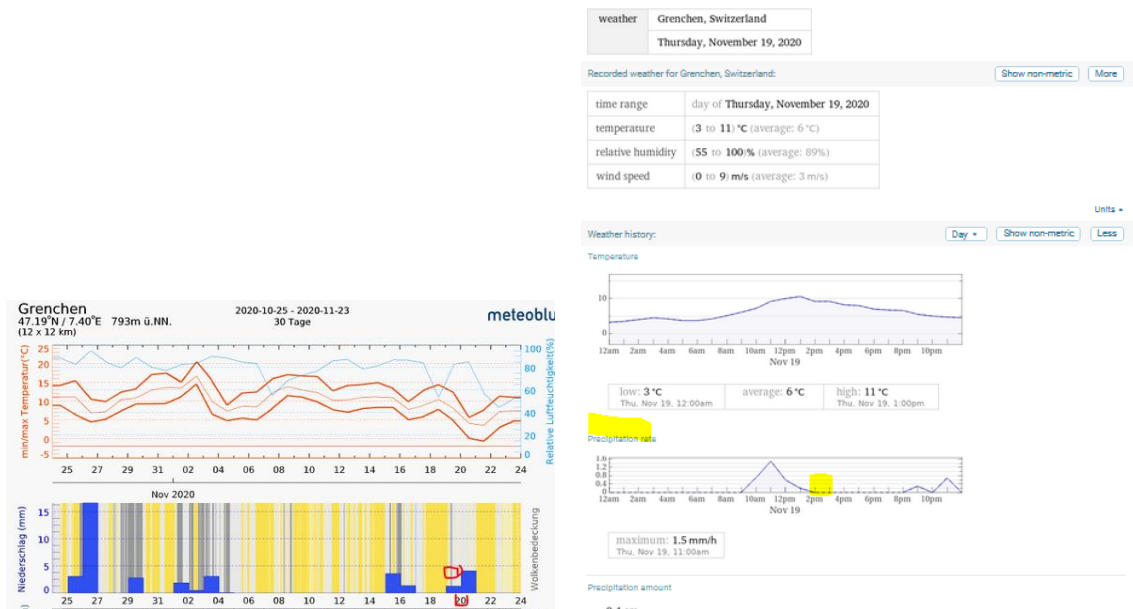 weather
Grenchen, Switzerland
Thursday, November 19, 2020
Recorded weather for Grenchen, Switzerland:
Show non-metric
More
time range
day of Thursday, November 19, 2020
temperature
(3 to 11) °C (average: 6 °C)
relative humidity
(55 to 100)% (average: 89%)
wind speed
(0 to 9) m/s (average: 3 m/s)
Units
Weather history:
Day
Show non-metric
Less
Temperature
10
0
12am 2am 4am 6am 8am 10am 12pm 2pm 4pm 6pm 8pm 10pm
Nov 19
low: 3 °C
Thu, Nov 19, 12:00am
average: 6 °C
high: 11 °C
Thu, Nov 19, 1:00pm
Precipitation rate
1.6
1.2
0.8
0.4
0
12am 2am 4am 6am 8am 10am 12pm 2pm 4pm 6pm 8pm 10pm
Nov 19
maximum: 1.5 mm/h
Thu, Nov 19, 11:00am
Precipitation amount
Grenchen
47.19°N / 7.40°E 793m ü.NN.
(12 x 12 km)
2020-10-25 - 2020-11-23
30 Tage
meteoblu
min/max Temperatur(°C)
25
20
15
10
5
0
-5
100
80
60
40
20
0
Relative Luftfeuchtigkeit(%)
25 27 29 31 02 04 06 08 10 12 14 16 18 20 22 24
Nov 2020
Niederschlag (mm)
15
10
5
0
Wolkenbedeckung
25 27 29 31 02 04 06 08 10 12 14 16 18 20 22 24